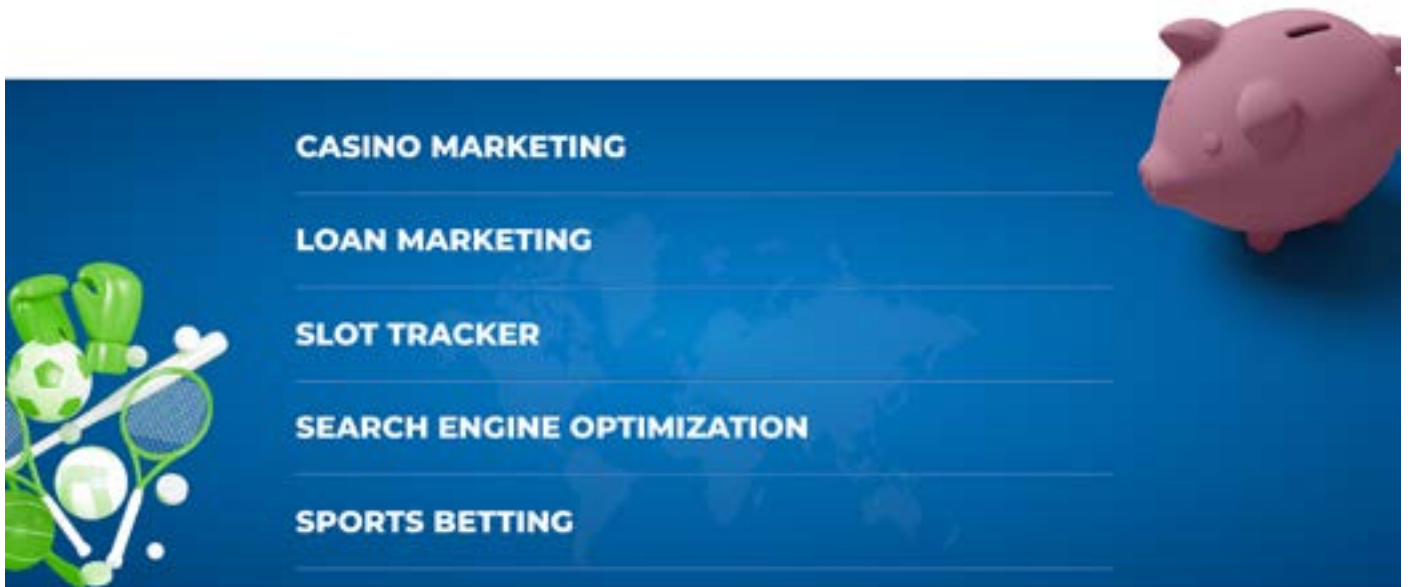 CASINO MARKETING
LOAN MARKETING
SLOT TRACKER
SEARCH ENGINE OPTIMIZATION
SPORTS BETTING